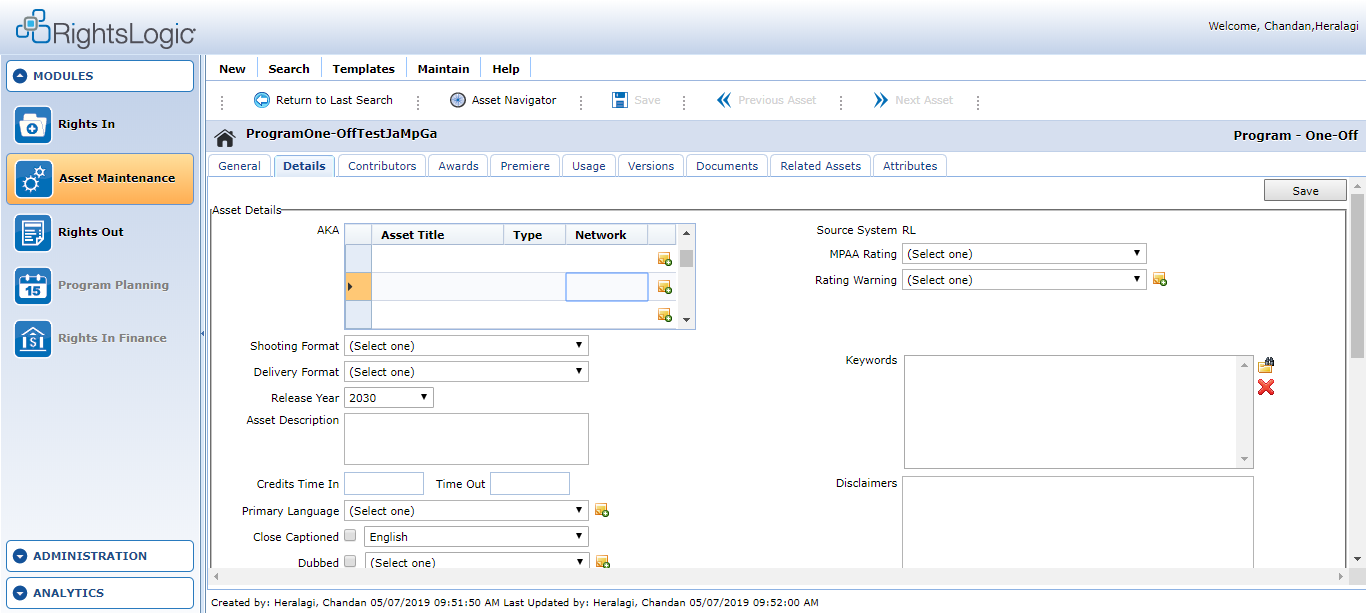 RightsLogic
Welcome, Chandan,Heralagi
MODULES
Rights In
Asset Maintenance
Rights Out
15
Program Planning
$
Rights In Finance
ADMINISTRATION
ANALYTICS
New Search Templates Maintain Help
Return to Last Search Asset Navigator Save Previous Asset Next Asset
ProgramOne-OffTestJaMpGa Program - One-Off
General Details Contributors Awards Premiere Usage Versions Documents Related Assets Attributes
Save
Asset Details
AKA
Asset Title Type Network
Shooting Format (Select one)
Delivery Format (Select one)
Release Year 2030
Asset Description
Credits Time In Time Out
Primary Language (Select one)
Close Captioned English
Dubbed (Select one)
Source System RL
MPAA Rating (Select one)
Rating Warning (Select one)
Keywords
Disclaimers
Created by: Heralagi, Chandan 05/07/2019 09:51:50 AM Last Updated by: Heralagi, Chandan 05/07/2019 09:52:00 AM